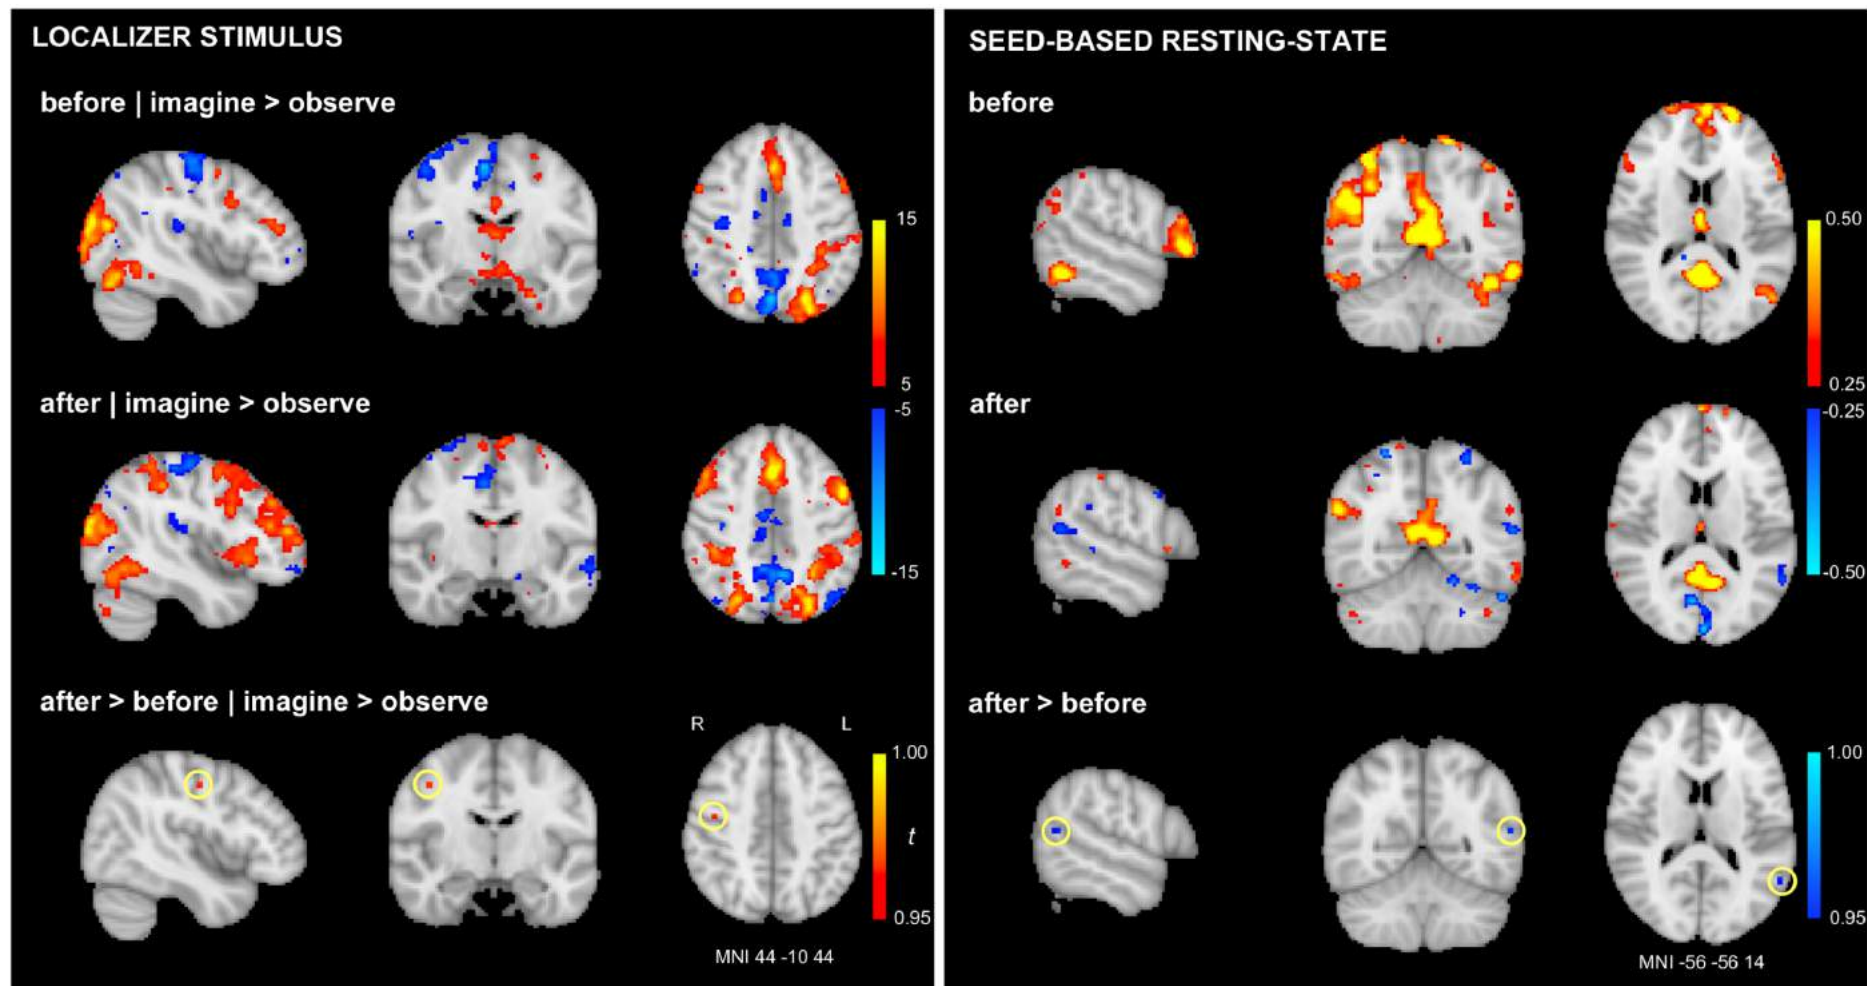 LOCALIZER STIMULUS
before | imagine > observe
15
5
-5
-15
after | imagine > observe
after > before | imagine > observe
R
L
1.00
t
0.95
MNI 44 -10 44
SEED-BASED RESTING-STATE
before
0.50
0.25
-0.25
-0.50
after
after > before
1.00
0.95
MNI -56 -56 14